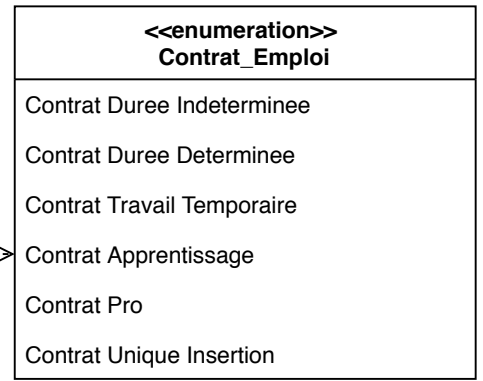 <<enumeration>>
Contrat_Emploi
Contrat Duree Indeterminee
Contrat Duree Determinee
Contrat Travail Temporaire
Contrat Apprentissage
Contrat Pro
Contrat Unique Insertion